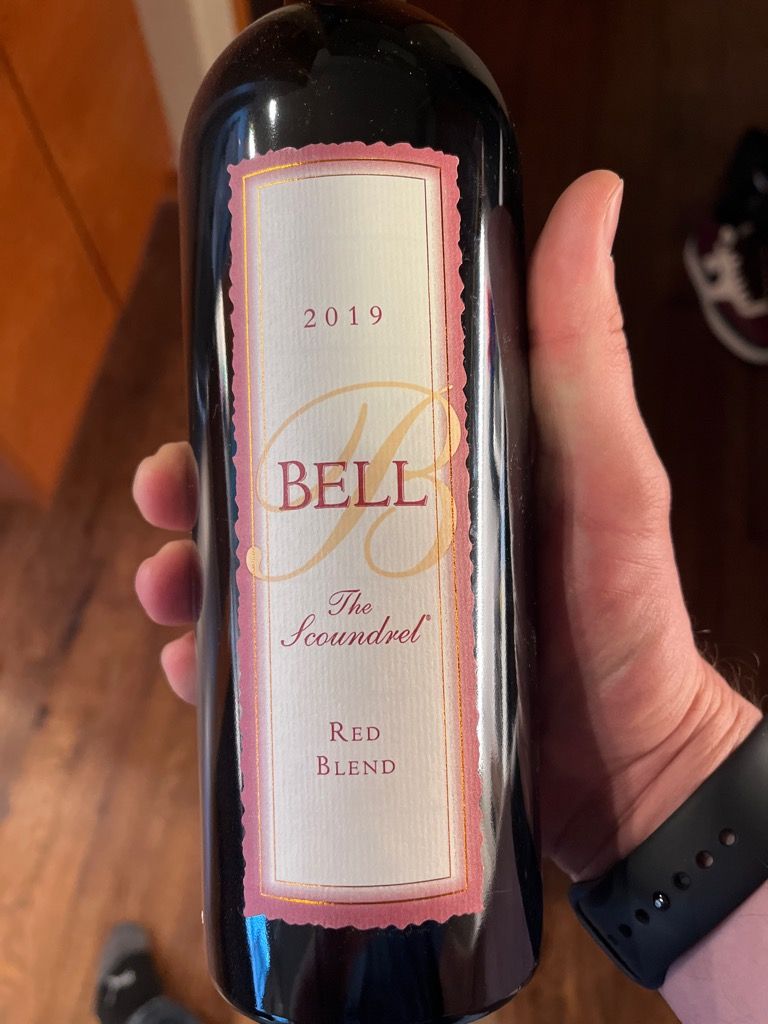 2019
B
BELL
The
Scoundrel®
RED
BLEND